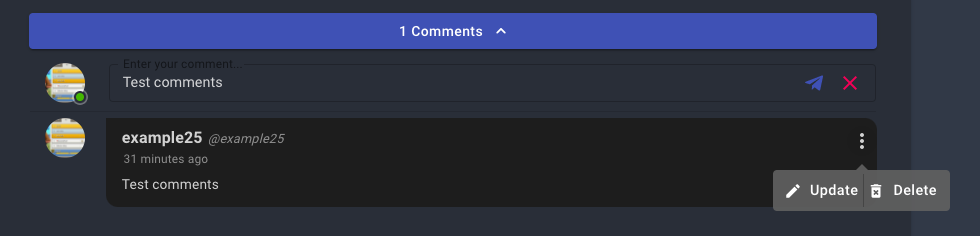 1 Comments
Enter your comment...
Test comments
example25 @example25
31 minutes ago
Test comments
Update Delete